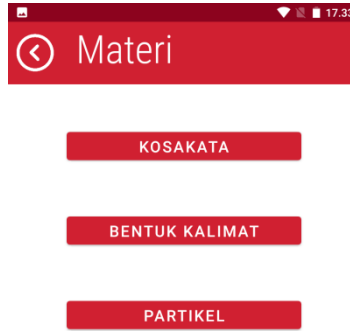 17.33
Materi
KOSAKATA
BENTUK KALIMAT
PARTIKEL